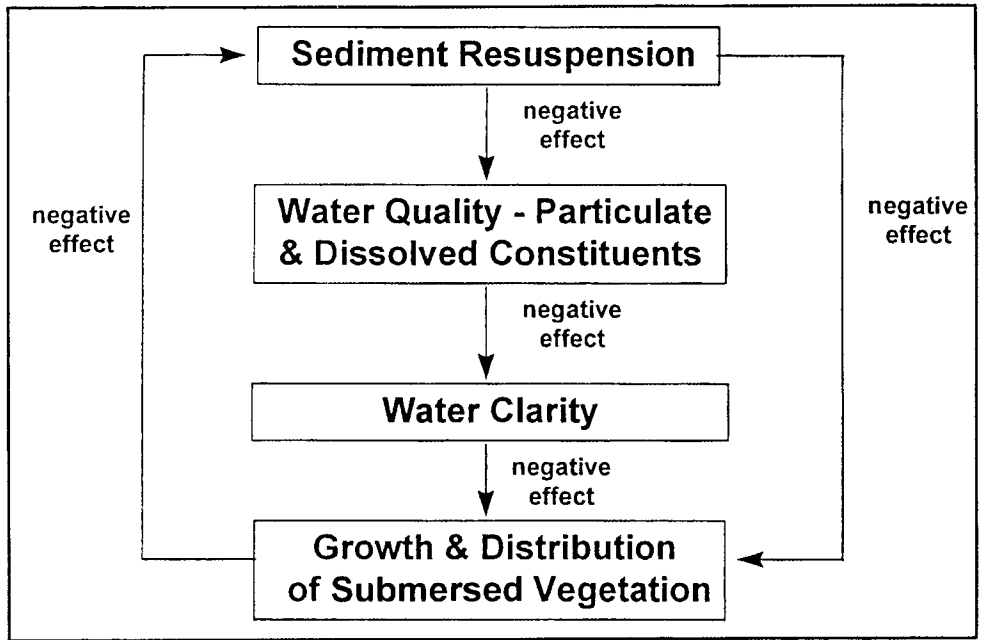 Sediment Resuspension
negative
effect
negative
effect
negative
effect
Water Quality - Particulate
& Dissolved Constituents
negative
effect
Water Clarity
negative
effect
Growth & Distribution
of Submersed Vegetation